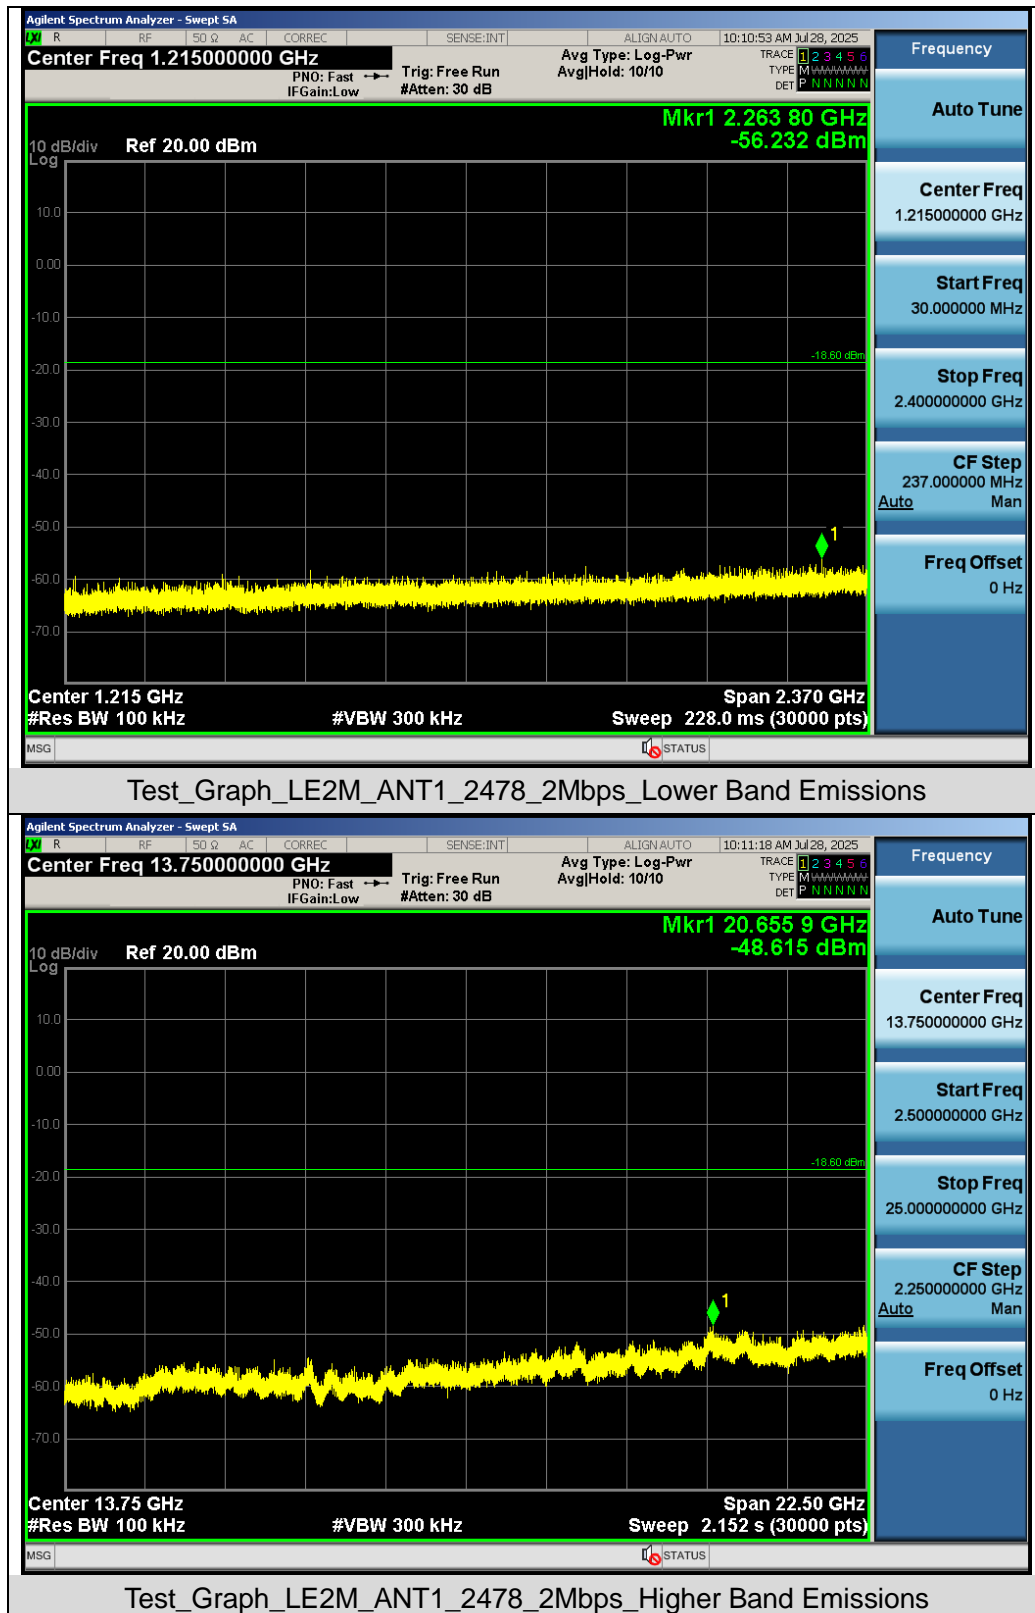 Agilent Spectrum Analyzer - Swept SA
LXI R RF 50 Ω AC CORREC SENSE:INT ALIGN AUTO 10:10:53 AM Jul 28, 2025
Center Freq 1.215000000 GHz
PNO: Fast
IFGain:Low
Trig: Free Run
#Atten: 30 dB
Avg Type: Log-Pwr
Avg|Hold: 10/10
TRACE 1 2 3 4 5 6
TYPE M
DET P N N N N N
Mkr1 2.263 80 GHz
-56.232 dBm
10 dB/div Ref 20.00 dBm
Log
10.0
0.00
-10.0
-18.60 dBm
-20.0
-30.0
-40.0
-50.0
1
-60.0
-70.0
Center 1.215 GHz Span 2.370 GHz
#Res BW 100 kHz #VBW 300 kHz Sweep 228.0 ms (30000 pts)
MSG STATUS
Frequency
Auto Tune
Center Freq
1.215000000 GHz
Start Freq
30.000000 MHz
Stop Freq
2.400000000 GHz
CF Step
237.000000 MHz
Auto Man
Freq Offset
0 Hz
Test_Graph_LE2M_ANT1_2478_2Mbps_Lower Band Emissions
Agilent Spectrum Analyzer - Swept SA
LXI R RF 50 Ω AC CORREC SENSE:INT ALIGN AUTO 10:11:18 AM Jul 28, 2025
Center Freq 13.750000000 GHz
PNO: Fast
IFGain:Low
Trig: Free Run
#Atten: 30 dB
Avg Type: Log-Pwr
Avg|Hold: 10/10
TRACE 1 2 3 4 5 6
TYPE M
DET P N N N N N
Mkr1 20.655 9 GHz
-48.615 dBm
10 dB/div Ref 20.00 dBm
Log
10.0
0.00
-10.0
-18.60 dBm
-20.0
-30.0
-40.0
1
-50.0
-60.0
-70.0
Center 13.75 GHz Span 22.50 GHz
#Res BW 100 kHz #VBW 300 kHz Sweep 2.152 s (30000 pts)
MSG STATUS
Frequency
Auto Tune
Center Freq
13.750000000 GHz
Start Freq
2.500000000 GHz
Stop Freq
25.000000000 GHz
CF Step
2.250000000 GHz
Auto Man
Freq Offset
0 Hz
Test_Graph_LE2M_ANT1_2478_2Mbps_Higher Band Emissions